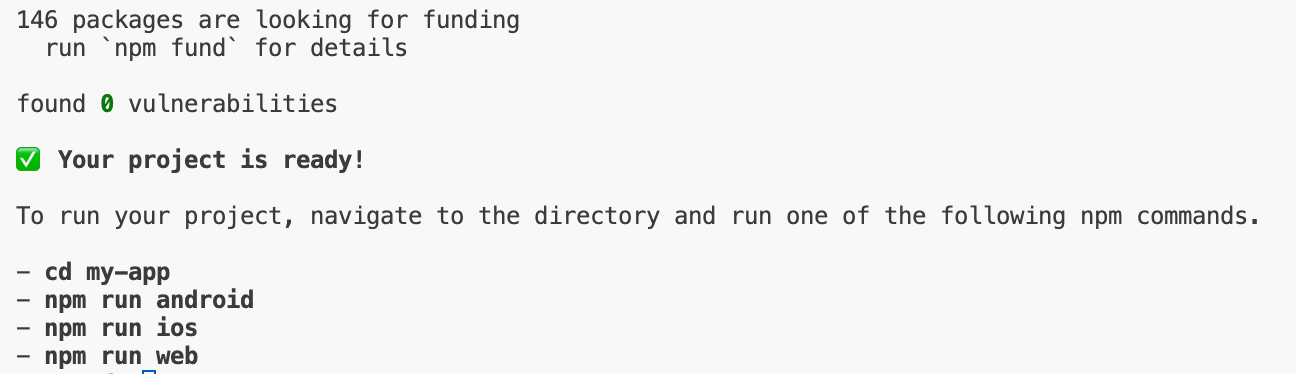 146 packages are looking for funding
  run `npm fund` for details
found 0 vulnerabilities
✅ Your project is ready!
To run your project, navigate to the directory and run one of the following npm commands.
- cd my-app
- npm run android
- npm run ios
- npm run web